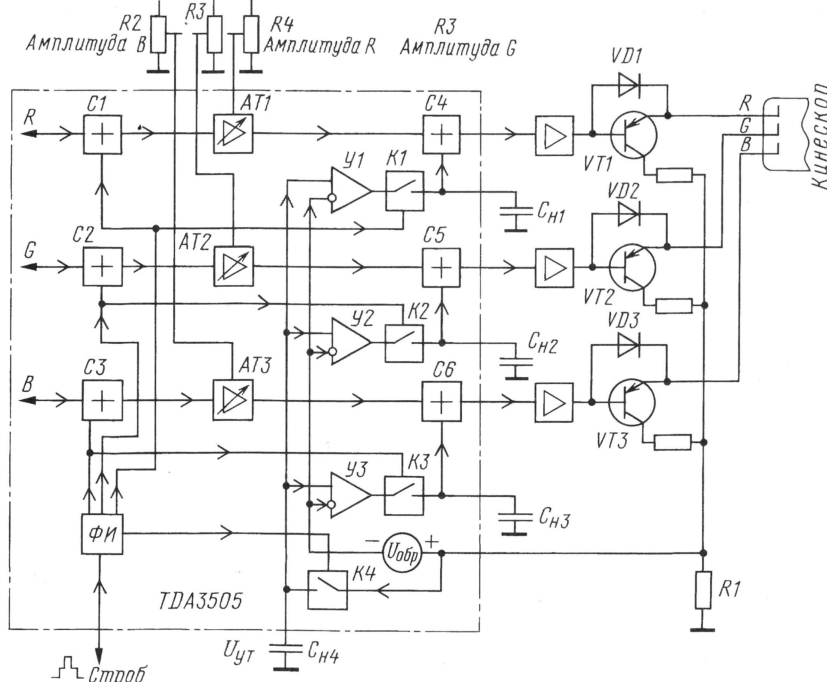 R2
R3
R4
R3
Амплитуда B
Амплитуда R
Амплитуда G
VD1
C1
AT1
C4
R
R
G
B
Кинескоп
VT1
У1
K1
Cн1
VD2
C2
AT2
C5
G
VT2
У2
K2
Cн2
VD3
C3
AT3
C6
B
VT3
У3
K3
Cн3
ФИ
− Uобр +
K4
R1
TDA3505
Uут
Cн4
Строб